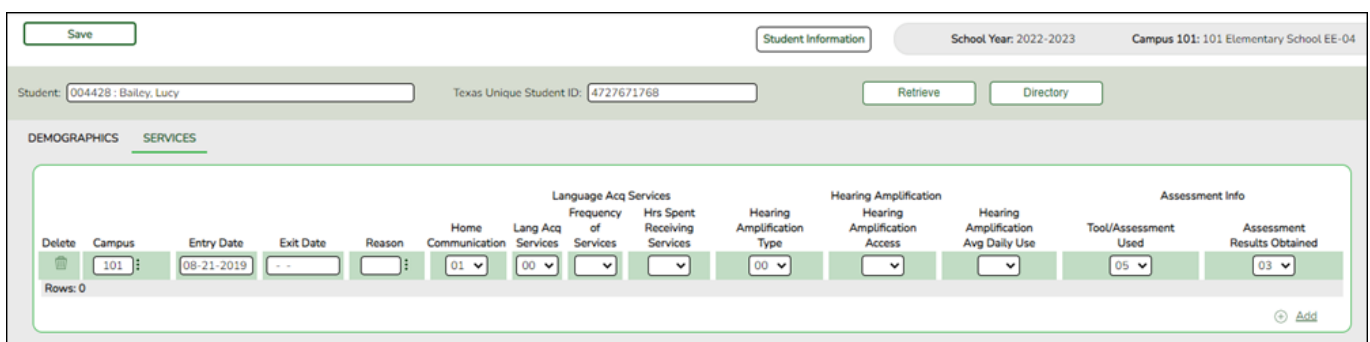 Save Student Information School Year: 2022-2023 Campus 101: 101 Elementary School EE-04
Student: 004428 : Bailey, Lucy Texas Unique Student ID: 4727671768 Retrieve Directory
DEMOGRAPHICS SERVICES
Language Acq Services Hearing Amplification Assessment Info
Frequency Hrs Spent Hearing Hearing Hearing
Home Lang Acq of Receiving Amplification Amplification Amplification Tool/Assessment Assessment
Delete Campus Entry Date Exit Date Reason Communication Services Services Services Type Access Avg Daily Use Used Results Obtained
101 08-21-2019 - - 01 00 00 05 03
Rows: 0
Add